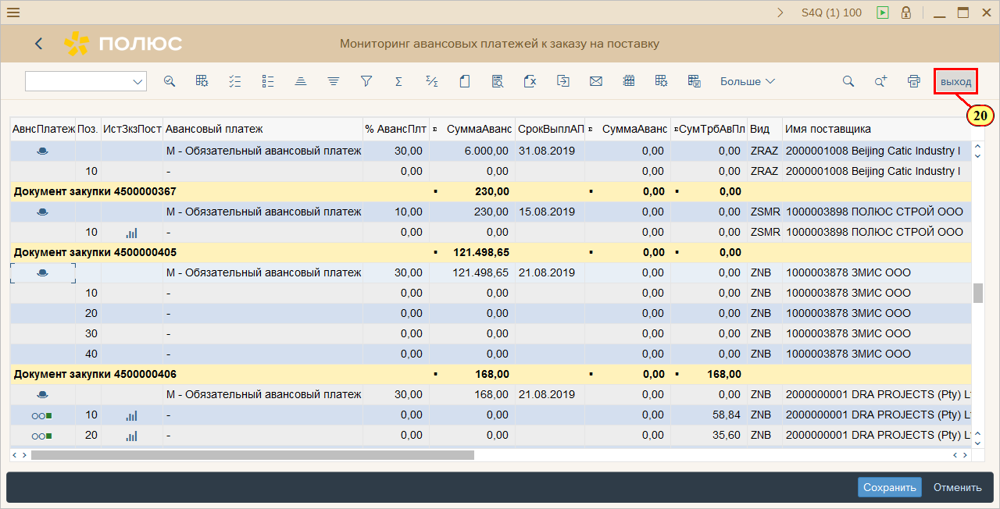 S4Q (1) 100
ПОЛЮС
Мониторинг авансовых платежей к заказу на поставку
Больше
выход
20
АвнсПлатеж Поз. ИстЗкзПост Авансовый платеж % АвансПлт Σ СуммаАванс СрокВыплАП Σ СуммаАванс ΣСумТрбАвПл Вид Имя поставщика
М - Обязательный авансовый платеж 30,00 6.000,00 31.08.2019 0,00 0,00 ZRAZ 2000001008 Beijing Catic Industry I
10 - 0,00 0,00 0,00 0,00 ZRAZ 2000001008 Beijing Catic Industry I
Документ закупки 4500000367 ▪ 230,00 ▪ 0,00 ▪ 0,00
М - Обязательный авансовый платеж 10,00 230,00 15.08.2019 0,00 0,00 ZSMR 1000003898 ПОЛЮС СТРОЙ ООО
10 - 0,00 0,00 0,00 0,00 ZSMR 1000003898 ПОЛЮС СТРОЙ ООО
Документ закупки 4500000405 ▪ 121.498,65 ▪ 0,00 ▪ 0,00
М - Обязательный авансовый платеж 30,00 121.498,65 21.08.2019 0,00 0,00 ZNB 1000003878 ЗМИС ООО
10 - 0,00 0,00 0,00 0,00 ZNB 1000003878 ЗМИС ООО
20 - 0,00 0,00 0,00 0,00 ZNB 1000003878 ЗМИС ООО
30 - 0,00 0,00 0,00 0,00 ZNB 1000003878 ЗМИС ООО
40 - 0,00 0,00 0,00 0,00 ZNB 1000003878 ЗМИС ООО
Документ закупки 4500000406 ▪ 168,00 ▪ 0,00 ▪ 168,00
М - Обязательный авансовый платеж 30,00 168,00 21.08.2019 0,00 0,00 ZNB 2000000001 DRA PROJECTS (Pty) Lt
10 - 0,00 0,00 0,00 58,84 ZNB 2000000001 DRA PROJECTS (Pty) Lt
20 - 0,00 0,00 0,00 35,60 ZNB 2000000001 DRA PROJECTS (Pty) Lt
Сохранить Отменить